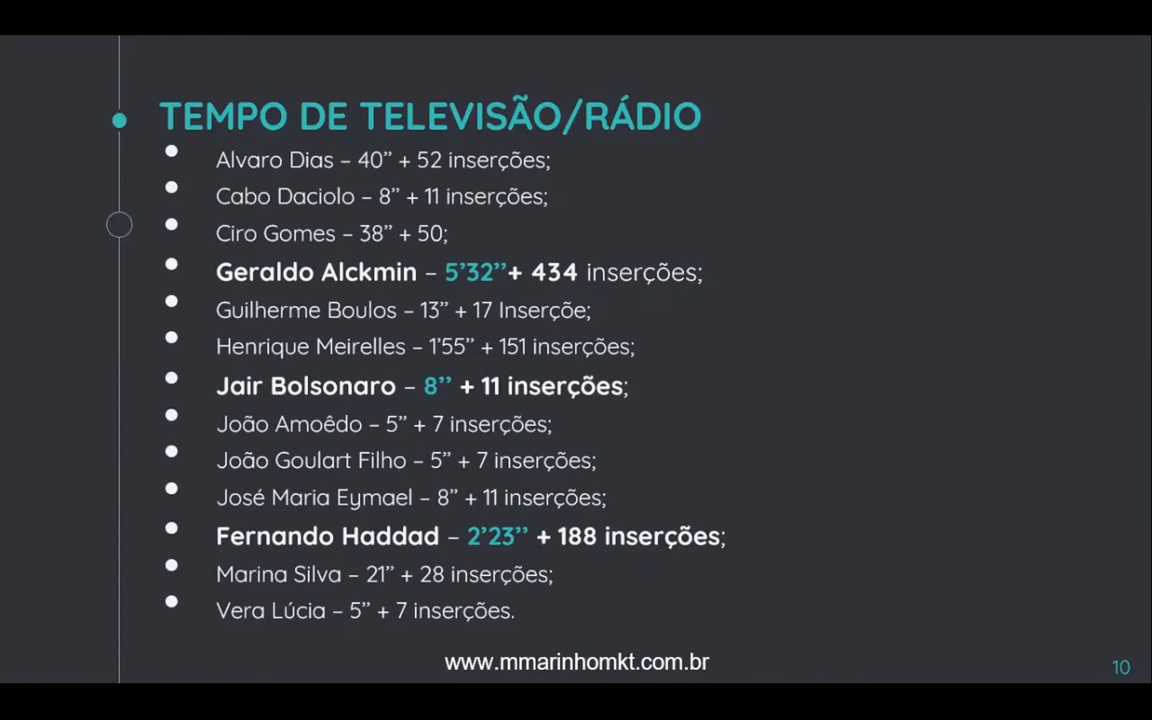 TEMPO DE TELEVISÃO/RÁDIO
Alvaro Dias – 40” + 52 inserções;
Cabo Daciolo – 8” + 11 inserções;
Ciro Gomes – 38” + 50;
Geraldo Alckmin – 5’32’’+ 434 inserções;
Guilherme Boulos – 13” + 17 Inserçõe;
Henrique Meirelles – 1’55” + 151 inserções;
Jair Bolsonaro – 8’’ + 11 inserções;
João Amoêdo – 5” + 7 inserções;
João Goulart Filho – 5” + 7 inserções;
José Maria Eymael – 8” + 11 inserções;
Fernando Haddad – 2’23’’ + 188 inserções;
Marina Silva – 21” + 28 inserções;
Vera Lúcia – 5” + 7 inserções.
www.mmarinhomkt.com.br
10